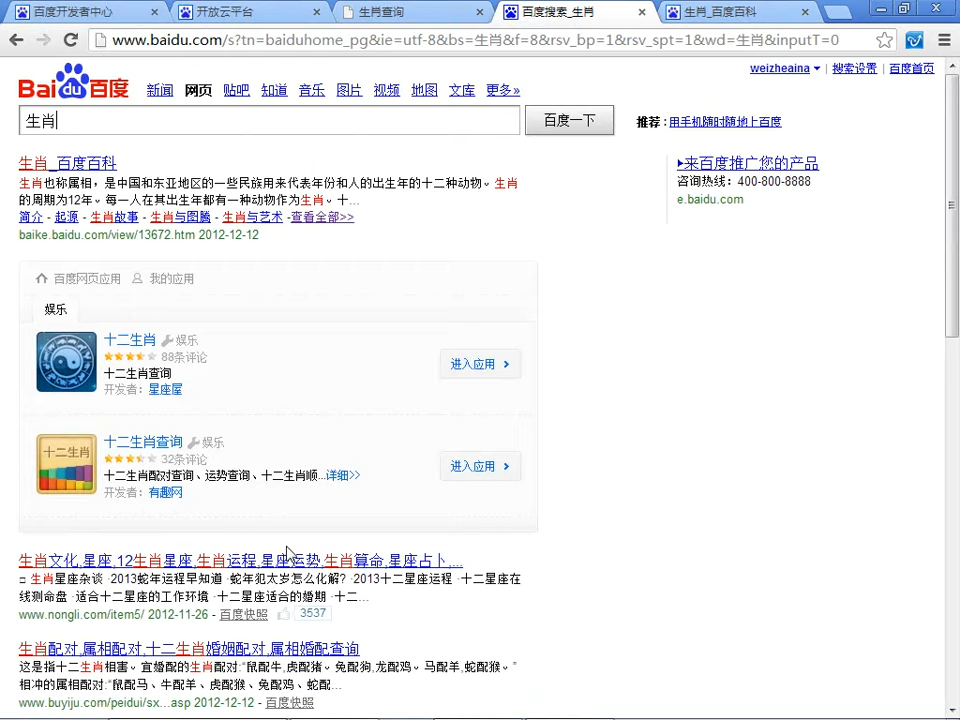 百度开发者中心 开放云平台 生肖查询 百度搜索_生肖 生肖_百度百科
www.baidu.com/s?tn=baiduhome_pg&ie=utf-8&bs=生肖&f=8&rsv_bp=1&rsv_spt=1&wd=生肖&inputT=0
weizheaina 搜索设置 | 百度首页
Bai du 百度 新闻 网页 贴吧 知道 音乐 图片 视频 地图 文库 更多»
生肖 百度一下 推荐:用手机随时随地上百度
生肖_百度百科
生肖也称属相，是中国和东亚地区的一些民族用来代表年份和人的出生年的十二种动物。生肖
的周期为12年。每一人在其出生年都有一种动物作为生肖。十...
简介 - 起源 - 生肖故事 - 生肖与图腾 - 生肖与艺术 -查看全部>>
baike.baidu.com/view/13672.htm 2012-12-12
来百度推广您的产品
咨询热线：400-800-8888
e.baidu.com
百度网页应用 我的应用
娱乐
十二生肖 娱乐
88条评论
十二生肖查询
开发者：星座屋
进入应用 >
十二生肖
十二生肖查询 娱乐
32条评论
十二生肖配对查询、运势查询、十二生肖顺...详细>>
开发者：有趣网
进入应用 >
生肖文化,星座,12生肖星座,生肖运程,星座运势,生肖算命,星座占卜,...
□ 生肖星座杂谈 ·2013蛇年运程早知道 ·蛇年犯太岁怎么化解? ·2013十二星座运程 ·十二星座在
线测命盘 ·适合十二星座的工作环境 ·十二星座适合的婚期 ·十二...
www.nongli.com/item5/ 2012-11-26 - 百度快照 3537
生肖配对,属相配对,十二生肖婚姻配对,属相婚配查询
这是指十二生肖相害。宜婚配的生肖配对:"鼠配牛,虎配猪。兔配狗,龙配鸡。马配羊,蛇配猴。"
相冲的属相配对:"鼠配马、牛配羊、虎配猴、兔配鸡、蛇配...
www.buyiju.com/peidui/sx...asp 2012-12-12 - 百度快照